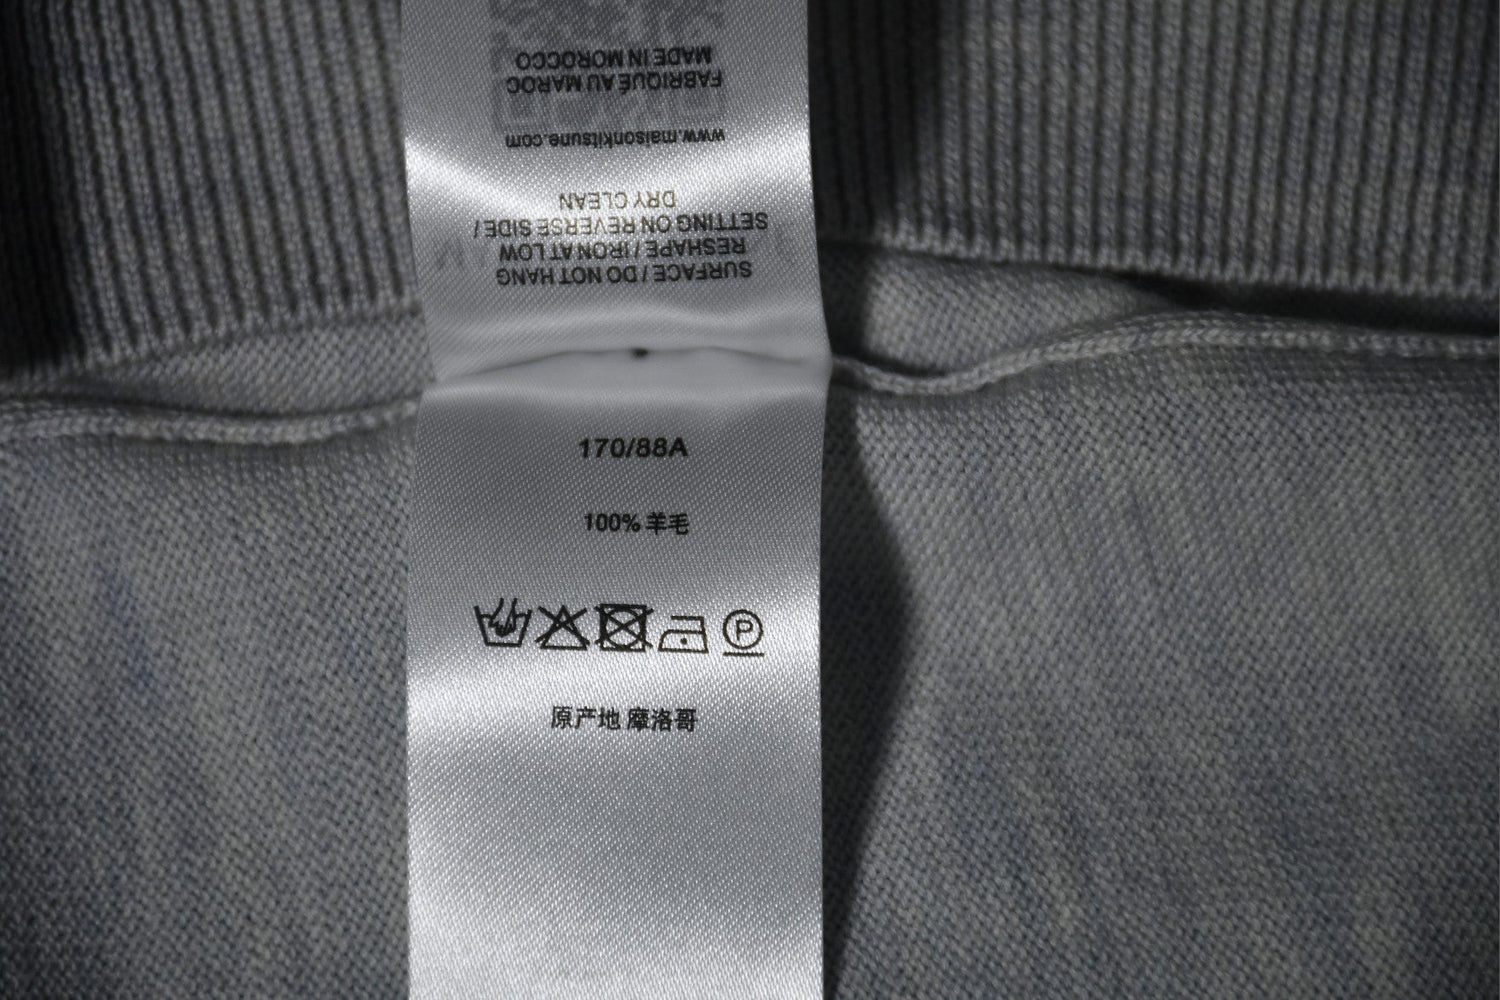 SURFACE / DO NOT HANG
RESHAPE / IRON AT LOW
SETTING ON REVERSE SIDE /
DRY CLEAN
www.maisonkitsune.com
FABRIQUÉ AU MAROC
MADE IN MOROCCO
170/88A
100% 羊毛
P
原产地 摩洛哥